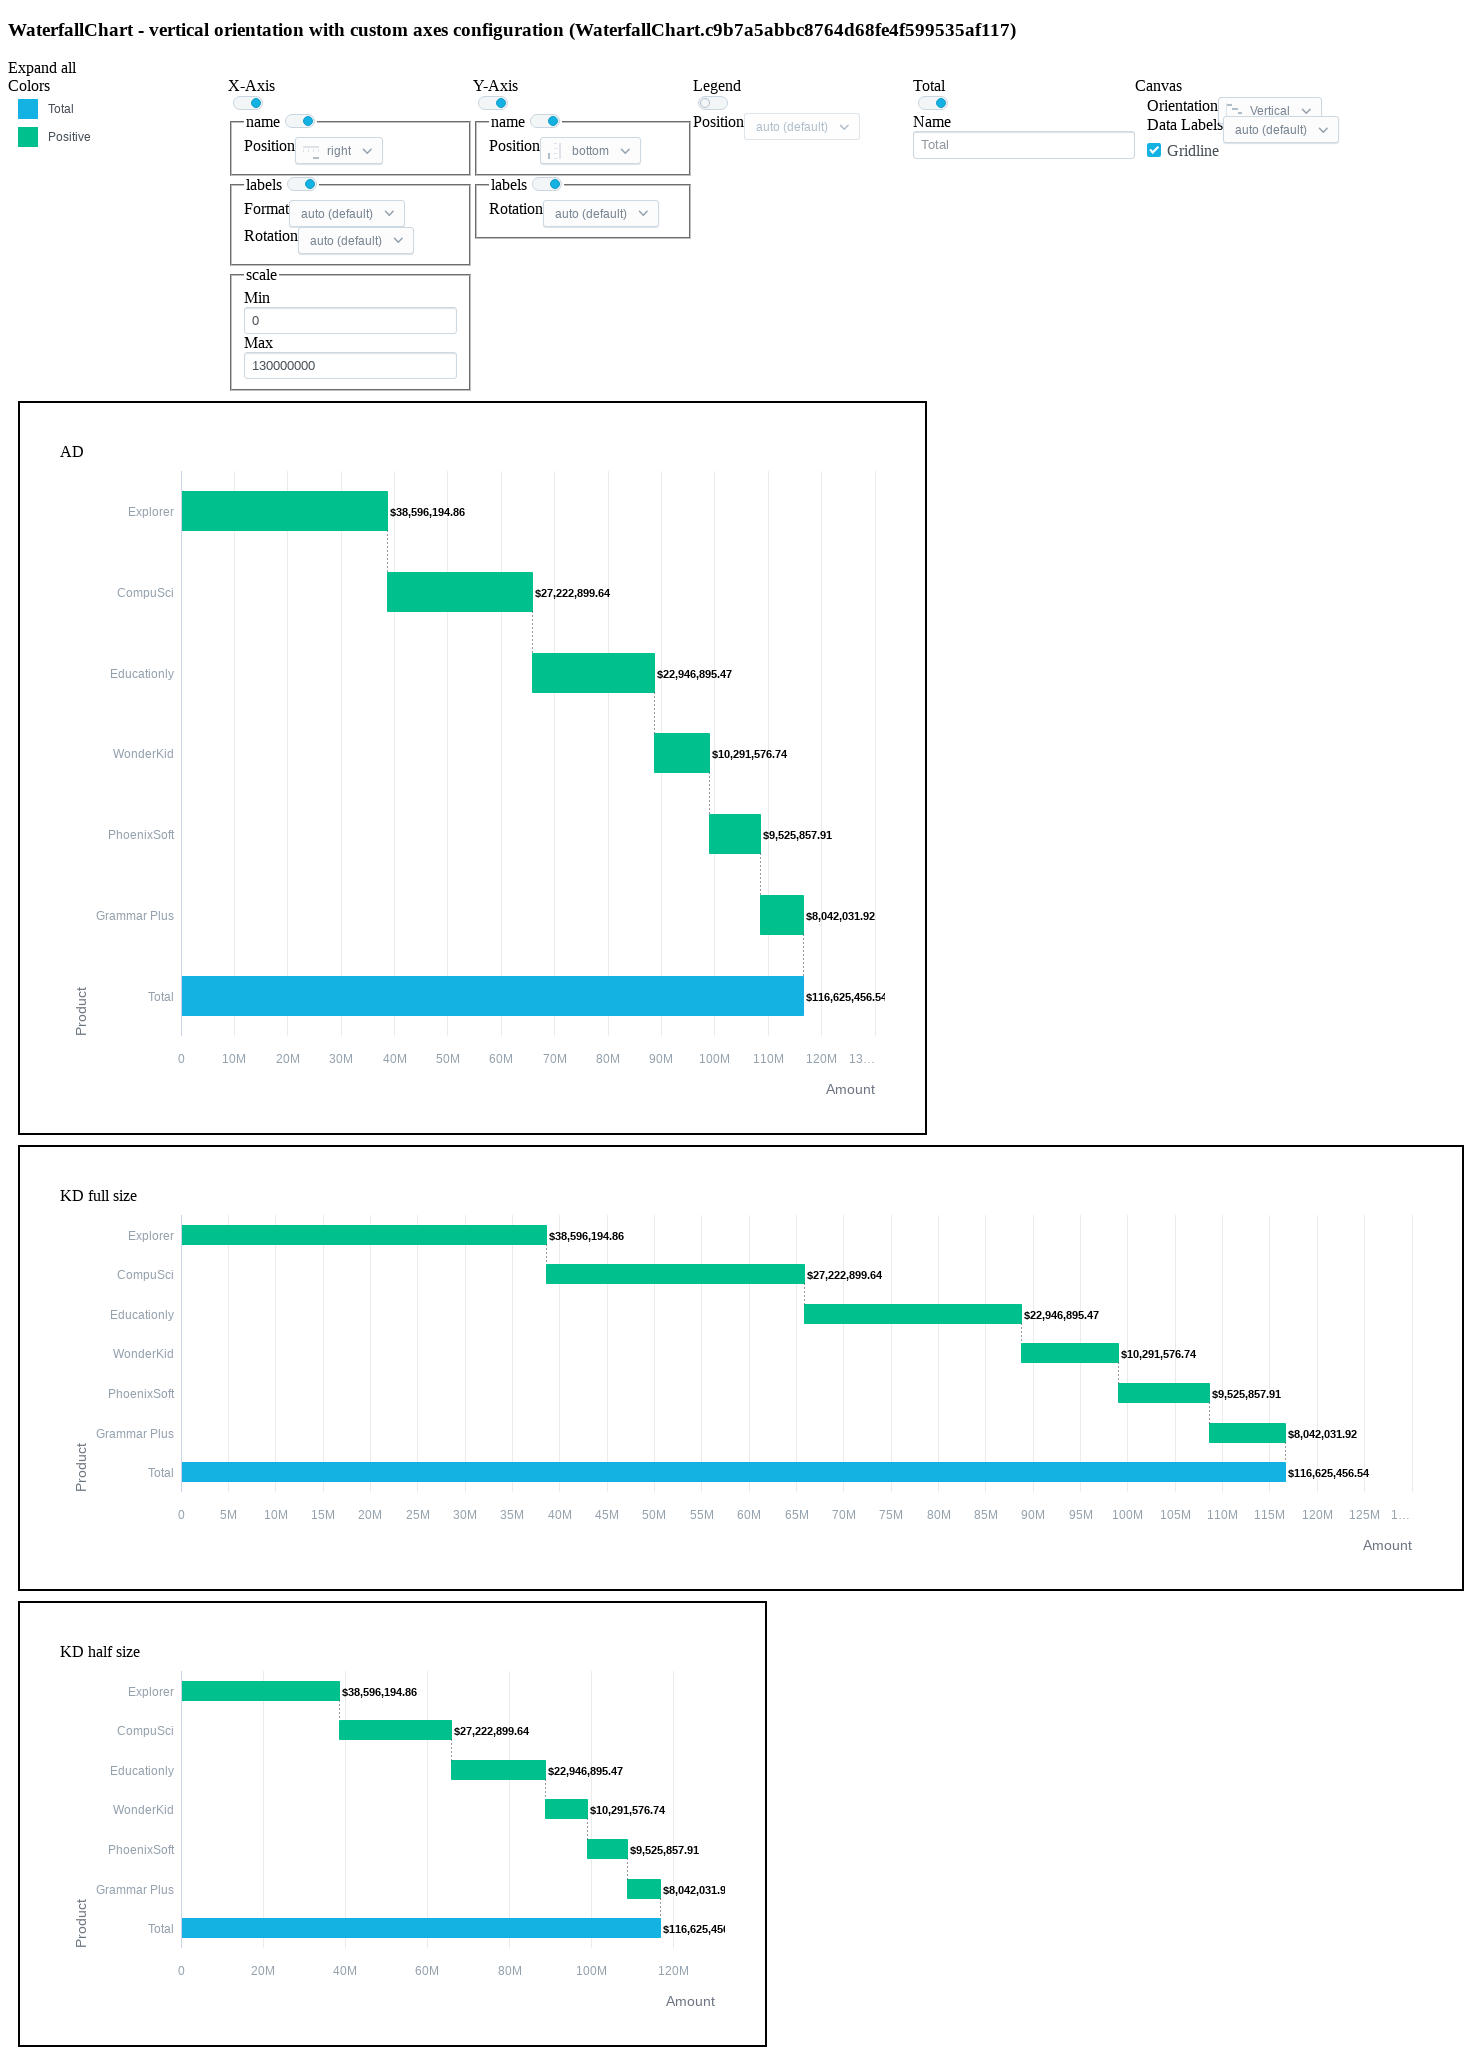 WaterfallChart - vertical orientation with custom axes configuration (WaterfallChart.c9b7a5abbc8764d68fe4f599535af117)
Expand all
Colors
Total
Positive
X-Axis
name
Position right
labels
Format auto (default)
Rotation auto (default)
scale
Min
0
Max
130000000
Y-Axis
name
Position bottom
labels
Rotation auto (default)
Legend
Position auto (default)
Total
Name
Total
Canvas
Orientation Vertical
Data Labels auto (default)
Gridline
AD
Explorer $38,596,194.86
CompuSci $27,222,899.64
Educationly $22,946,895.47
WonderKid $10,291,576.74
PhoenixSoft $9,525,857.91
Grammar Plus $8,042,031.92
Total $116,625,456.54
Product
0 10M 20M 30M 40M 50M 60M 70M 80M 90M 100M 110M 120M 13…
Amount
KD full size
Explorer $38,596,194.86
CompuSci $27,222,899.64
Educationly $22,946,895.47
WonderKid $10,291,576.74
PhoenixSoft $9,525,857.91
Grammar Plus $8,042,031.92
Total $116,625,456.54
Product
0 5M 10M 15M 20M 25M 30M 35M 40M 45M 50M 55M 60M 65M 70M 75M 80M 85M 90M 95M 100M 105M 110M 115M 120M 125M 1…
Amount
KD half size
Explorer $38,596,194.86
CompuSci $27,222,899.64
Educationly $22,946,895.47
WonderKid $10,291,576.74
PhoenixSoft $9,525,857.91
Grammar Plus $8,042,031.9
Total $116,625,456
Product
0 20M 40M 60M 80M 100M 120M
Amount